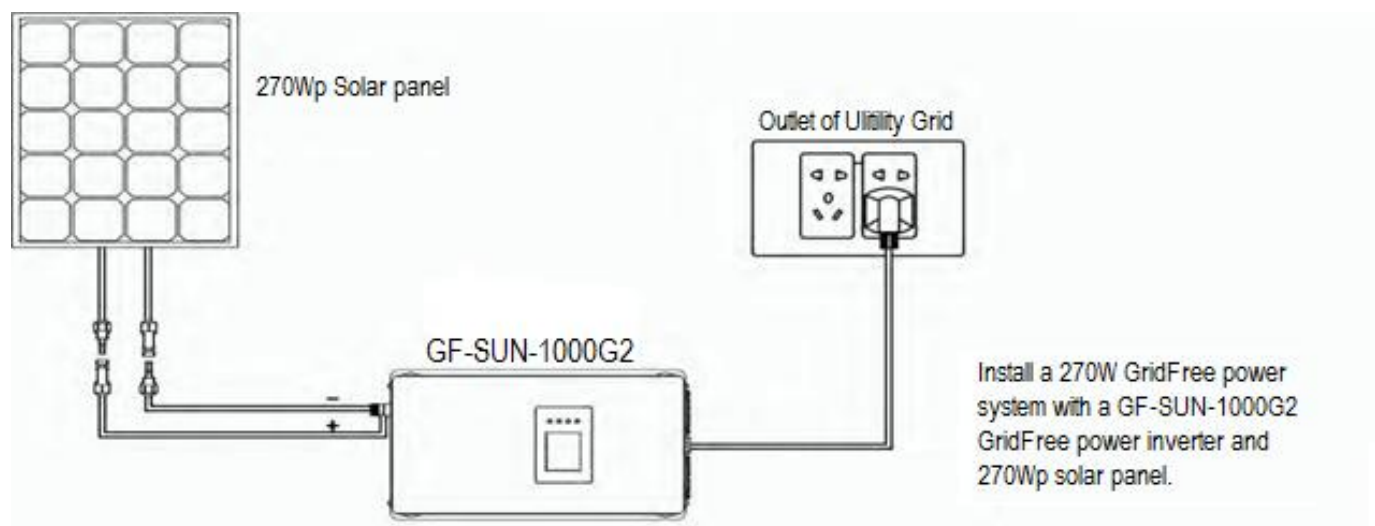 270Wp Solar panel
Outlet of Ulitility Grid
GF-SUN-1000G2
−
+
Install a 270W GridFree power
system with a GF-SUN-1000G2
GridFree power inverter and
270Wp solar panel.